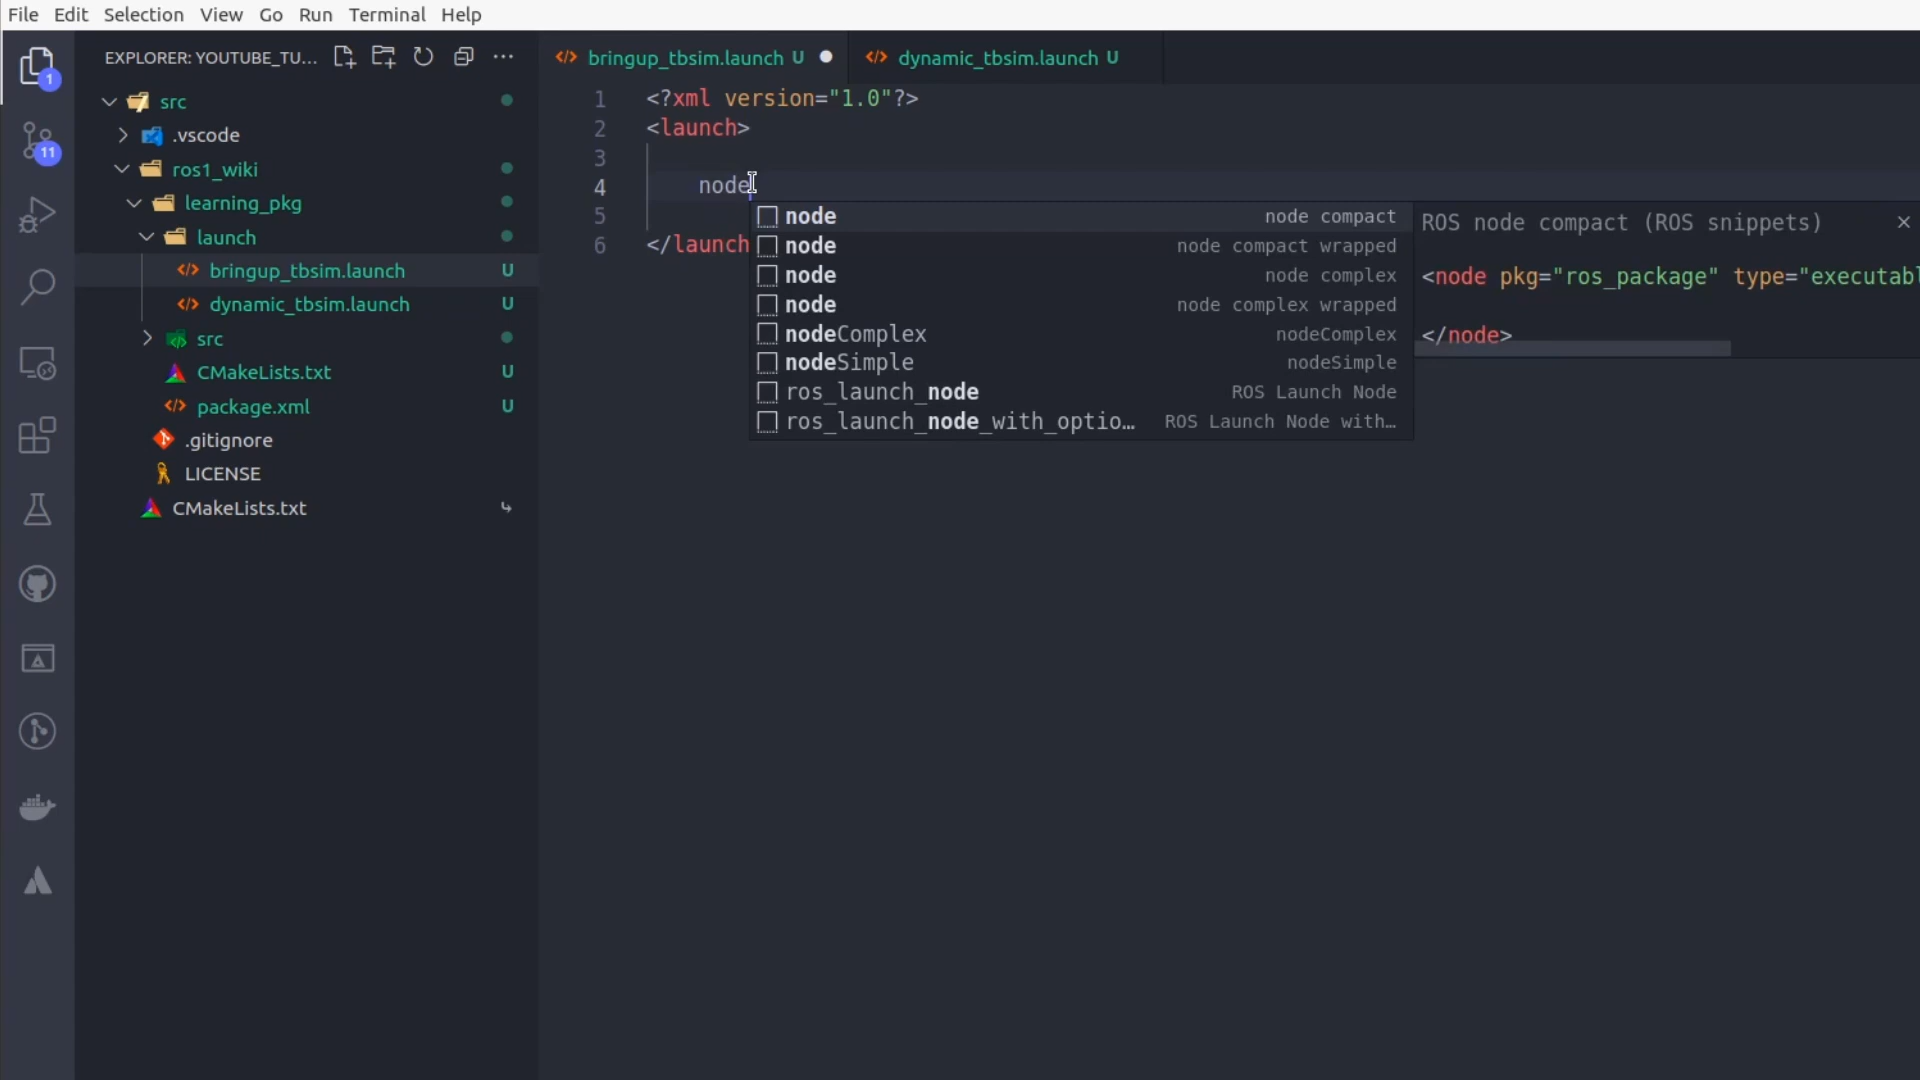 File Edit Selection View Go Run Terminal Help
EXPLORER: YOUTUBE_TU... ...
1
11
src
.vscode
ros1_wiki
learning_pkg
launch
bringup_tbsim.launch U
dynamic_tbsim.launch U
src
CMakeLists.txt U
package.xml U
.gitignore
LICENSE
CMakeLists.txt
bringup_tbsim.launch U
dynamic_tbsim.launch U
1 <?xml version="1.0"?>
2 <launch>
3
4 node
5
6 </launch
node node compact
node node compact wrapped
node node complex
node node complex wrapped
nodeComplex nodeComplex
nodeSimple nodeSimple
ros_launch_node ROS Launch Node
ros_launch_node_with_optio… ROS Launch Node with…
ROS node compact (ROS snippets)
<node pkg="ros_package" type="executabl
</node>